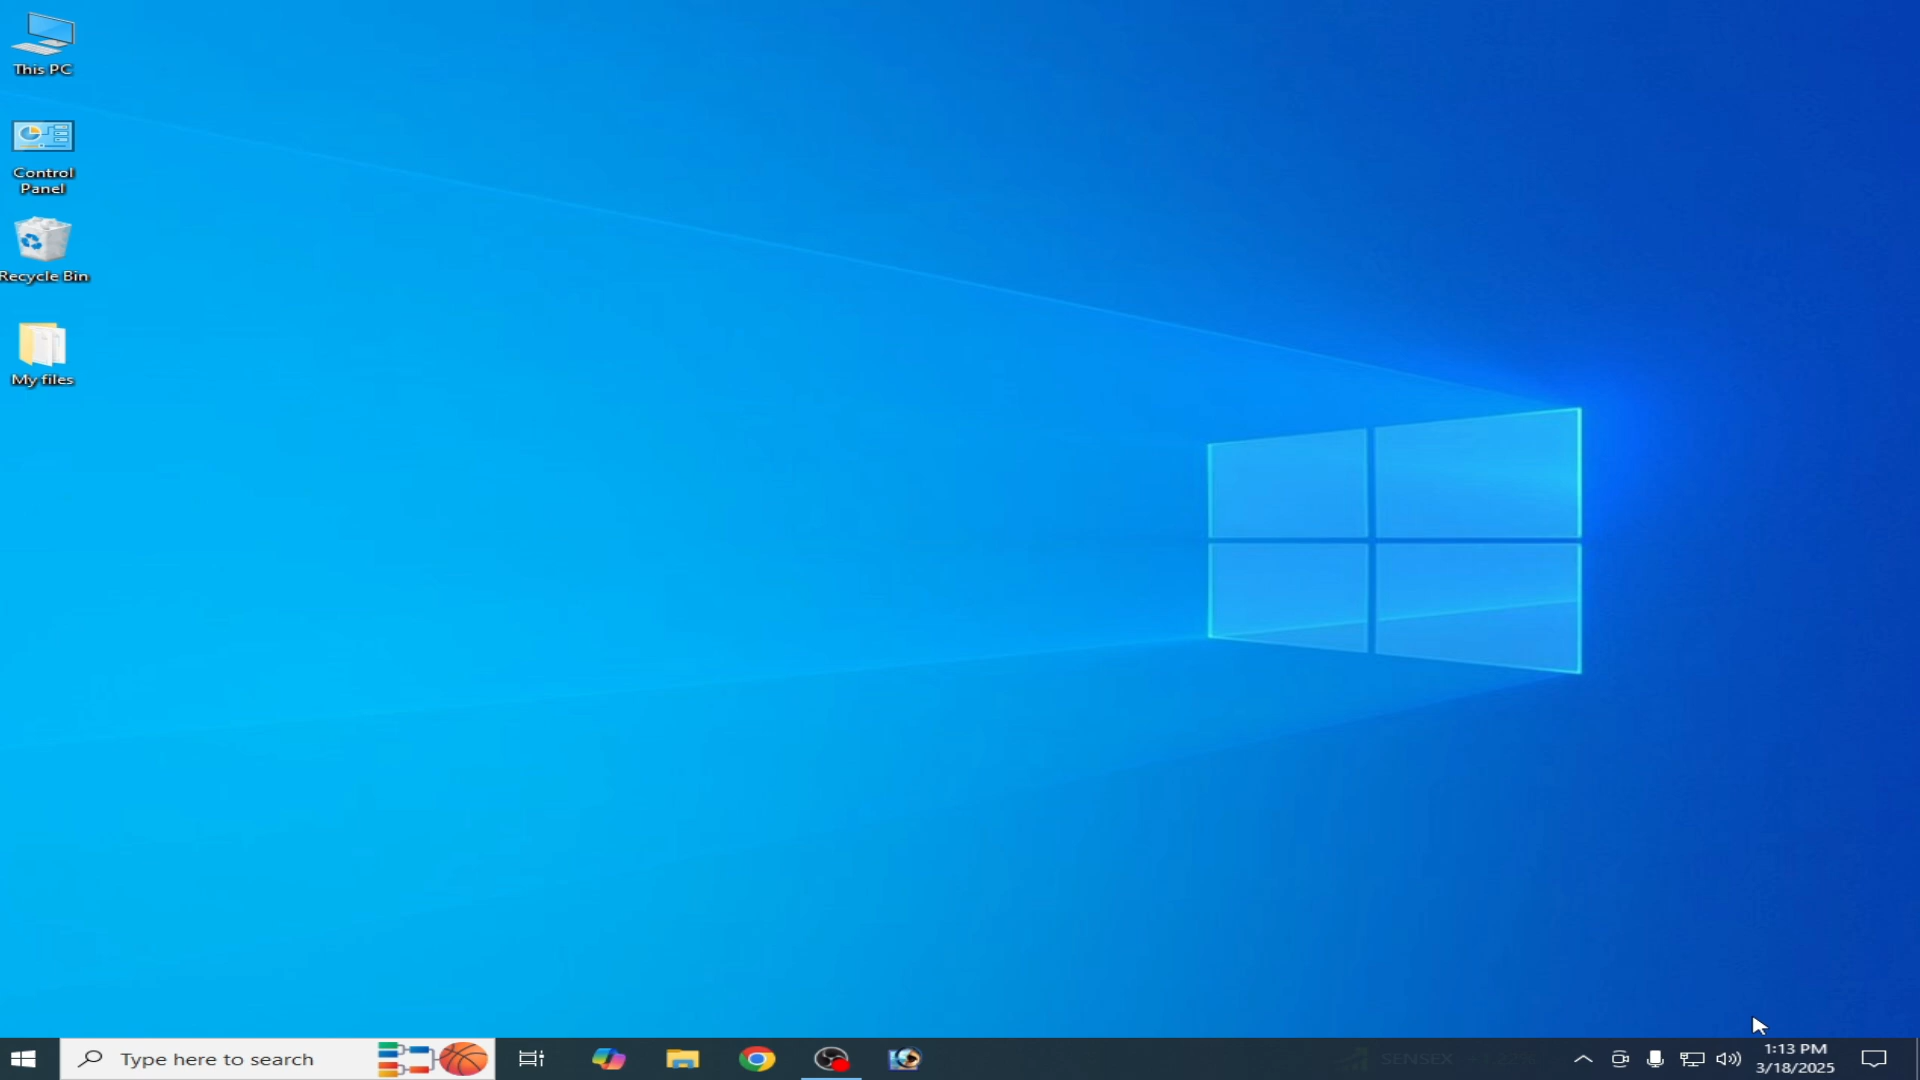 This PC
Control
Panel
Recycle Bin
My files
Type here to search
SENSEX
1:13 PM
3/18/2025